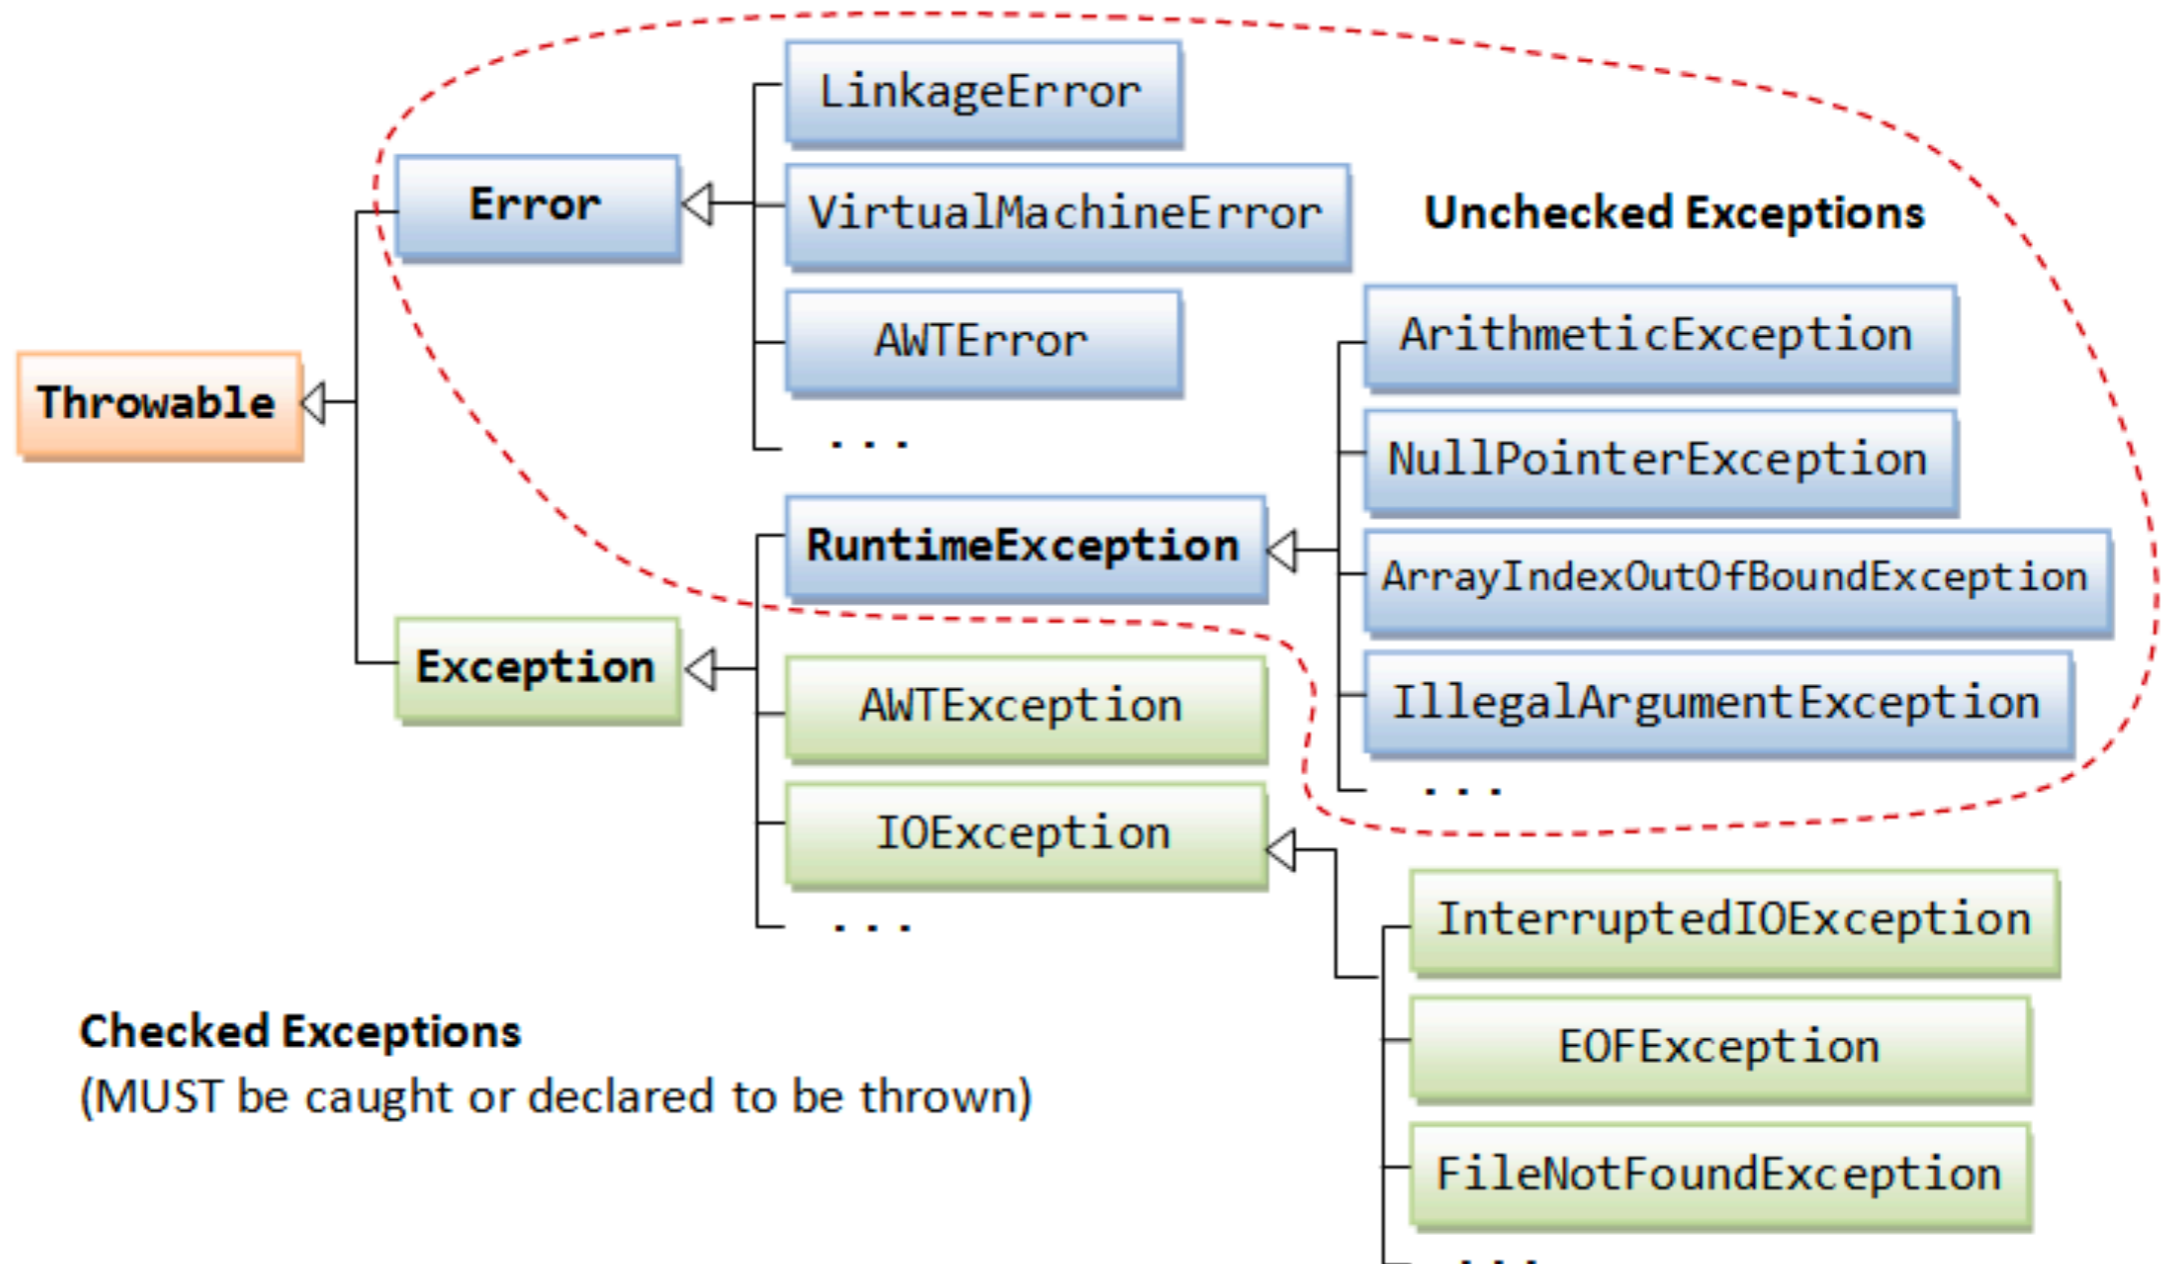 LinkageError
Error
VirtualMachineError
Unchecked Exceptions
AWTError
ArithmeticException
Throwable
...
NullPointerException
RuntimeException
ArrayIndexOutOfBoundException
Exception
AWTException
IllegalArgumentException
...
IOException
...
InterruptedIOException
Checked Exceptions
(MUST be caught or declared to be thrown)
EOFException
FileNotFoundException
...